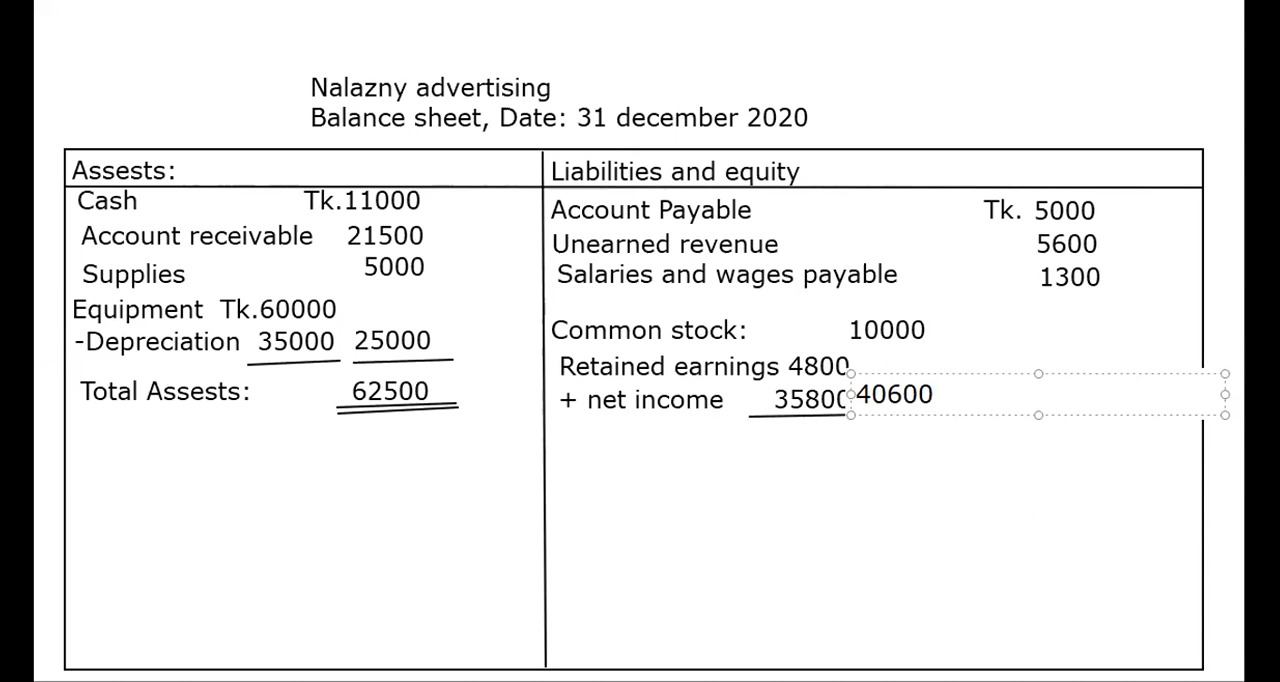 Nalazny advertising
Balance sheet, Date: 31 december 2020
Assests:
Cash Tk.11000
Account receivable 21500
Supplies 5000
Equipment Tk.60000
-Depreciation 35000 25000
Total Assests: 62500
Liabilities and equity
Account Payable Tk. 5000
Unearned revenue 5600
Salaries and wages payable 1300
Common stock: 10000
Retained earnings 4800
+ net income 35800 40600